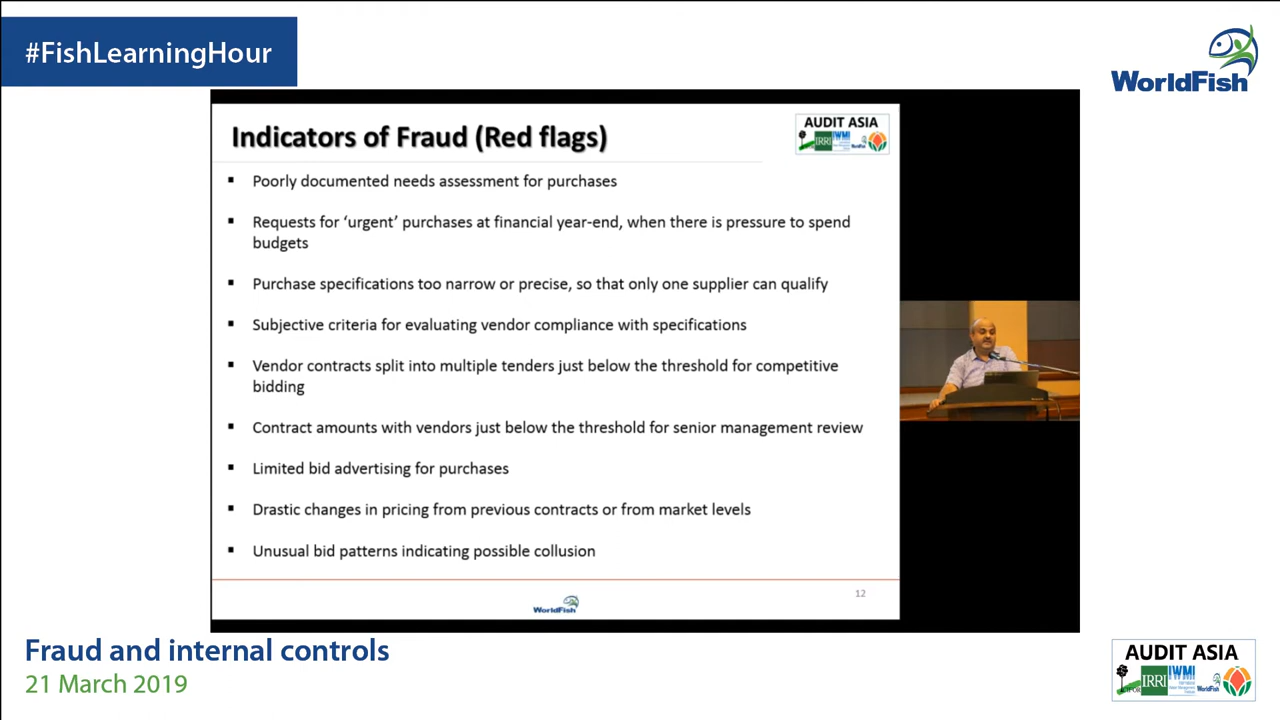 #FishLearningHour
WorldFish
Indicators of Fraud (Red flags)
AUDIT ASIA
IRRI IWMI
▪ Poorly documented needs assessment for purchases
▪ Requests for ‘urgent’ purchases at financial year-end, when there is pressure to spend
budgets
▪ Purchase specifications too narrow or precise, so that only one supplier can qualify
▪ Subjective criteria for evaluating vendor compliance with specifications
▪ Vendor contracts split into multiple tenders just below the threshold for competitive
bidding
▪ Contract amounts with vendors just below the threshold for senior management review
▪ Limited bid advertising for purchases
▪ Drastic changes in pricing from previous contracts or from market levels
▪ Unusual bid patterns indicating possible collusion
12
WorldFish
Fraud and internal controls
21 March 2019
AUDIT ASIA
IRRI IWMI WorldFish